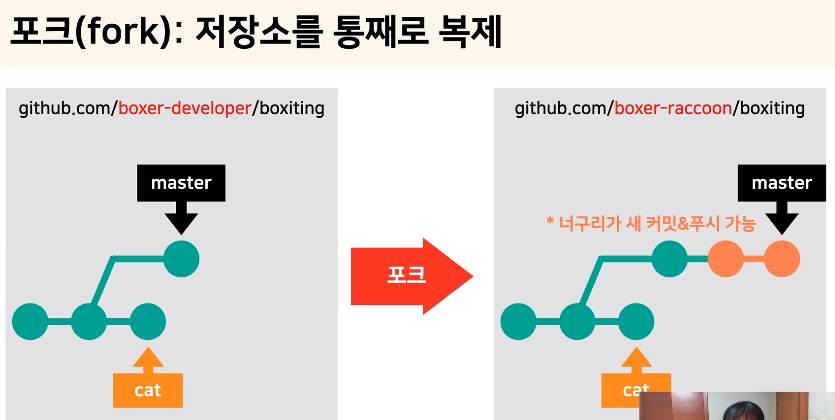 포크(fork): 저장소를 통째로 복제
github.com/boxer-developer/boxiting
master
cat
포크
github.com/boxer-raccoon/boxiting
master
* 너구리가 새 커밋&푸시 가능
cat